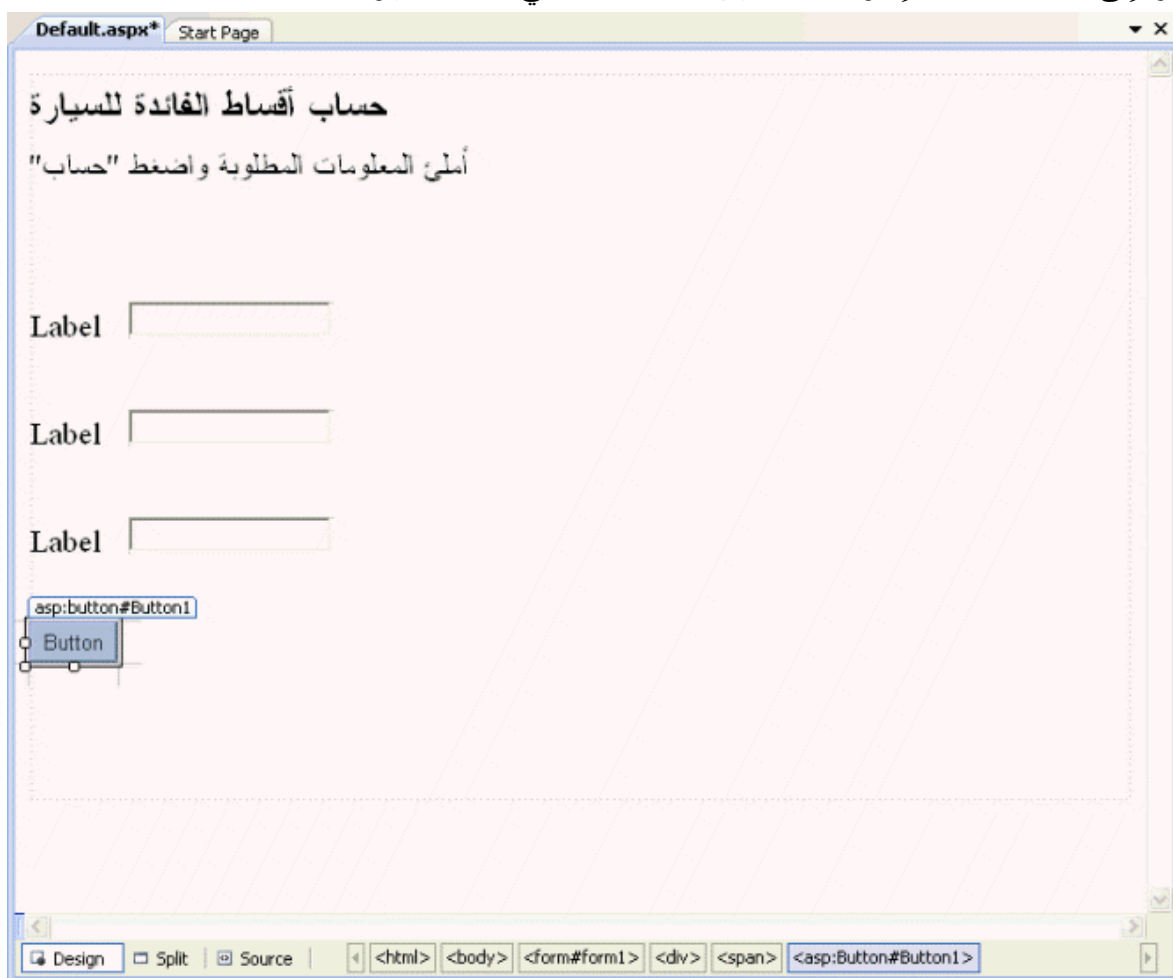 Default.aspx* Start Page
حساب أقساط الفائدة للسيارة
أملئ المعلومات المطلوبة واضغط "حساب"
Label
Label
Label
asp:button#Button1
Button
Design Split Source <html> <body> <form#form1> <div> <span> <asp:Button#Button1>